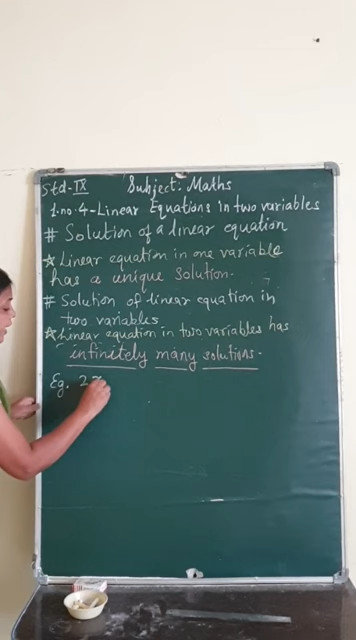 Std-IX Subject: Maths
1.no.4-Linear Equations in two variables
# Solution of a linear equation
★ Linear equation in one variable
has a unique solution.
# Solution of linear equation in
two variables
★ Linear equation in two variables has
infinitely many solutions.
Eg. 2x